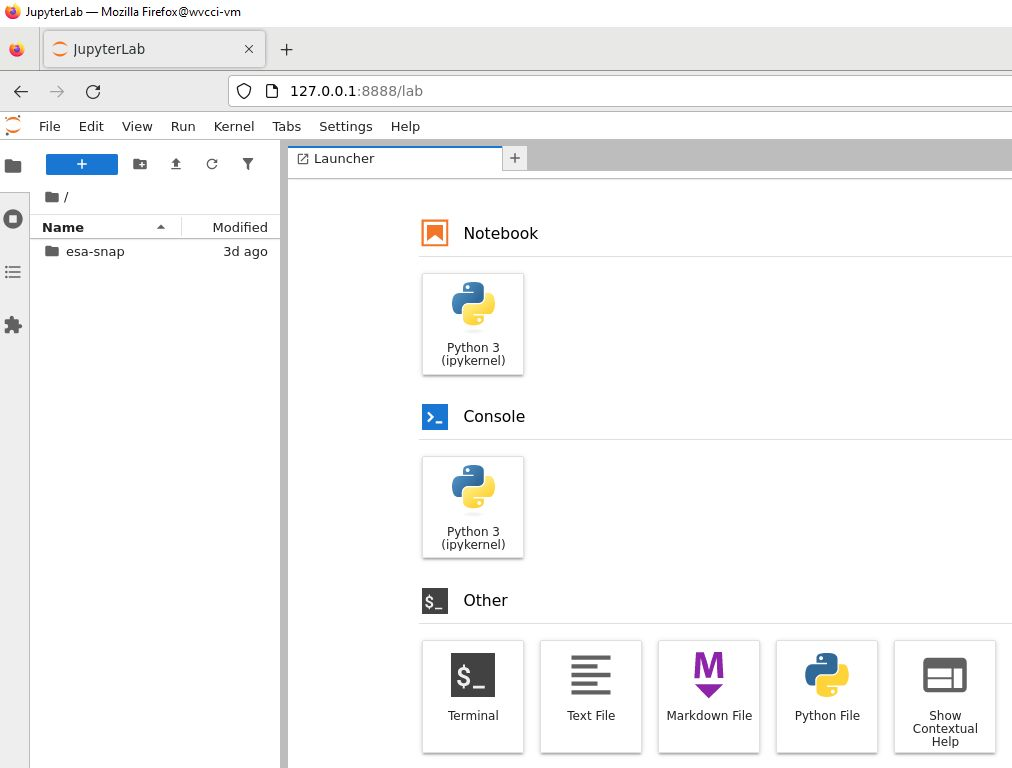 JupyterLab — Mozilla Firefox@wvcci-vm
JupyterLab
127.0.0.1:8888/lab
File Edit View Run Kernel Tabs Settings Help
Launcher
/
Name Modified
esa-snap 3d ago
Notebook
Python 3
(ipykernel)
Console
Python 3
(ipykernel)
$_ Other
$_
Terminal Text File Markdown File Python File Show
Contextual
Help